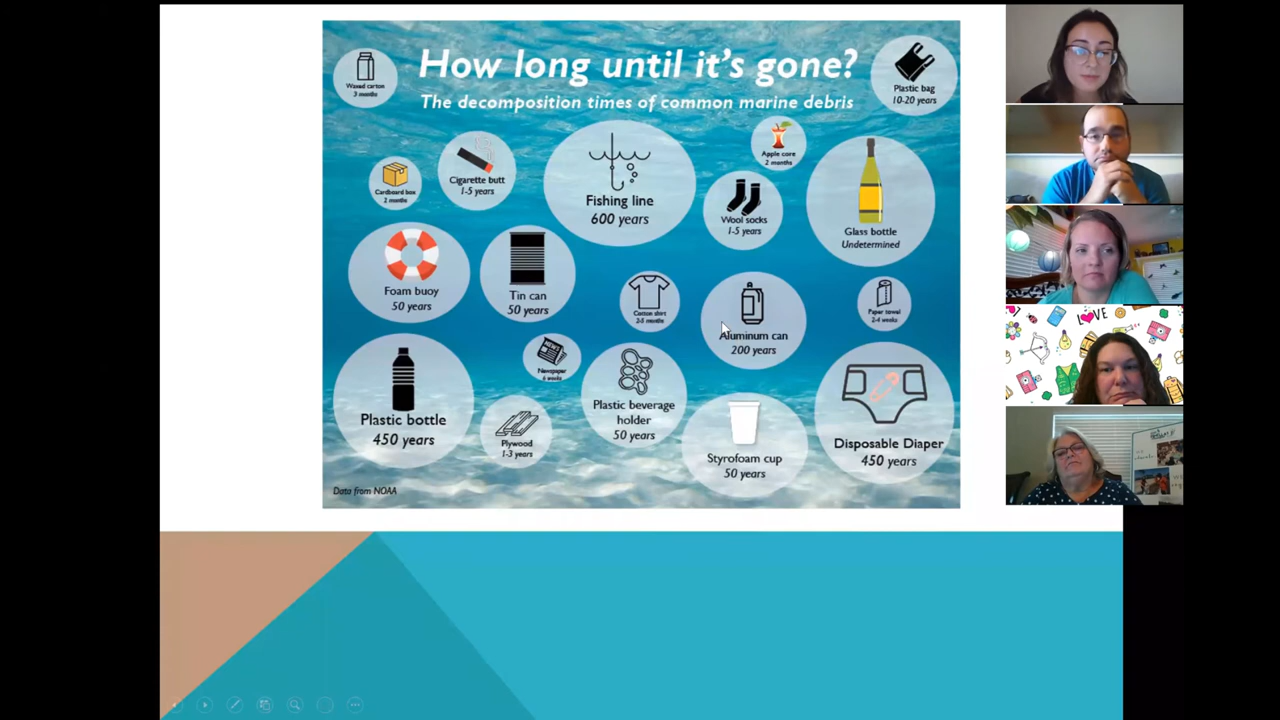 How long until it's gone?
The decomposition times of common marine debris
Waxed carton
3 months
Plastic bag
10-20 years
Cardboard box
2 months
Cigarette butt
1-5 years
Fishing line
600 years
Apple core
2 months
Wool socks
1-5 years
Glass bottle
Undetermined
Foam buoy
50 years
Tin can
50 years
Cotton shirt
2-5 months
Aluminum can
200 years
Paper towel
2-4 weeks
Plastic bottle
450 years
NEWS
Newspaper
6 weeks
Plywood
1-3 years
Plastic beverage
holder
50 years
Styrofoam cup
50 years
Disposable Diaper
450 years
Data from NOAA
LOVE